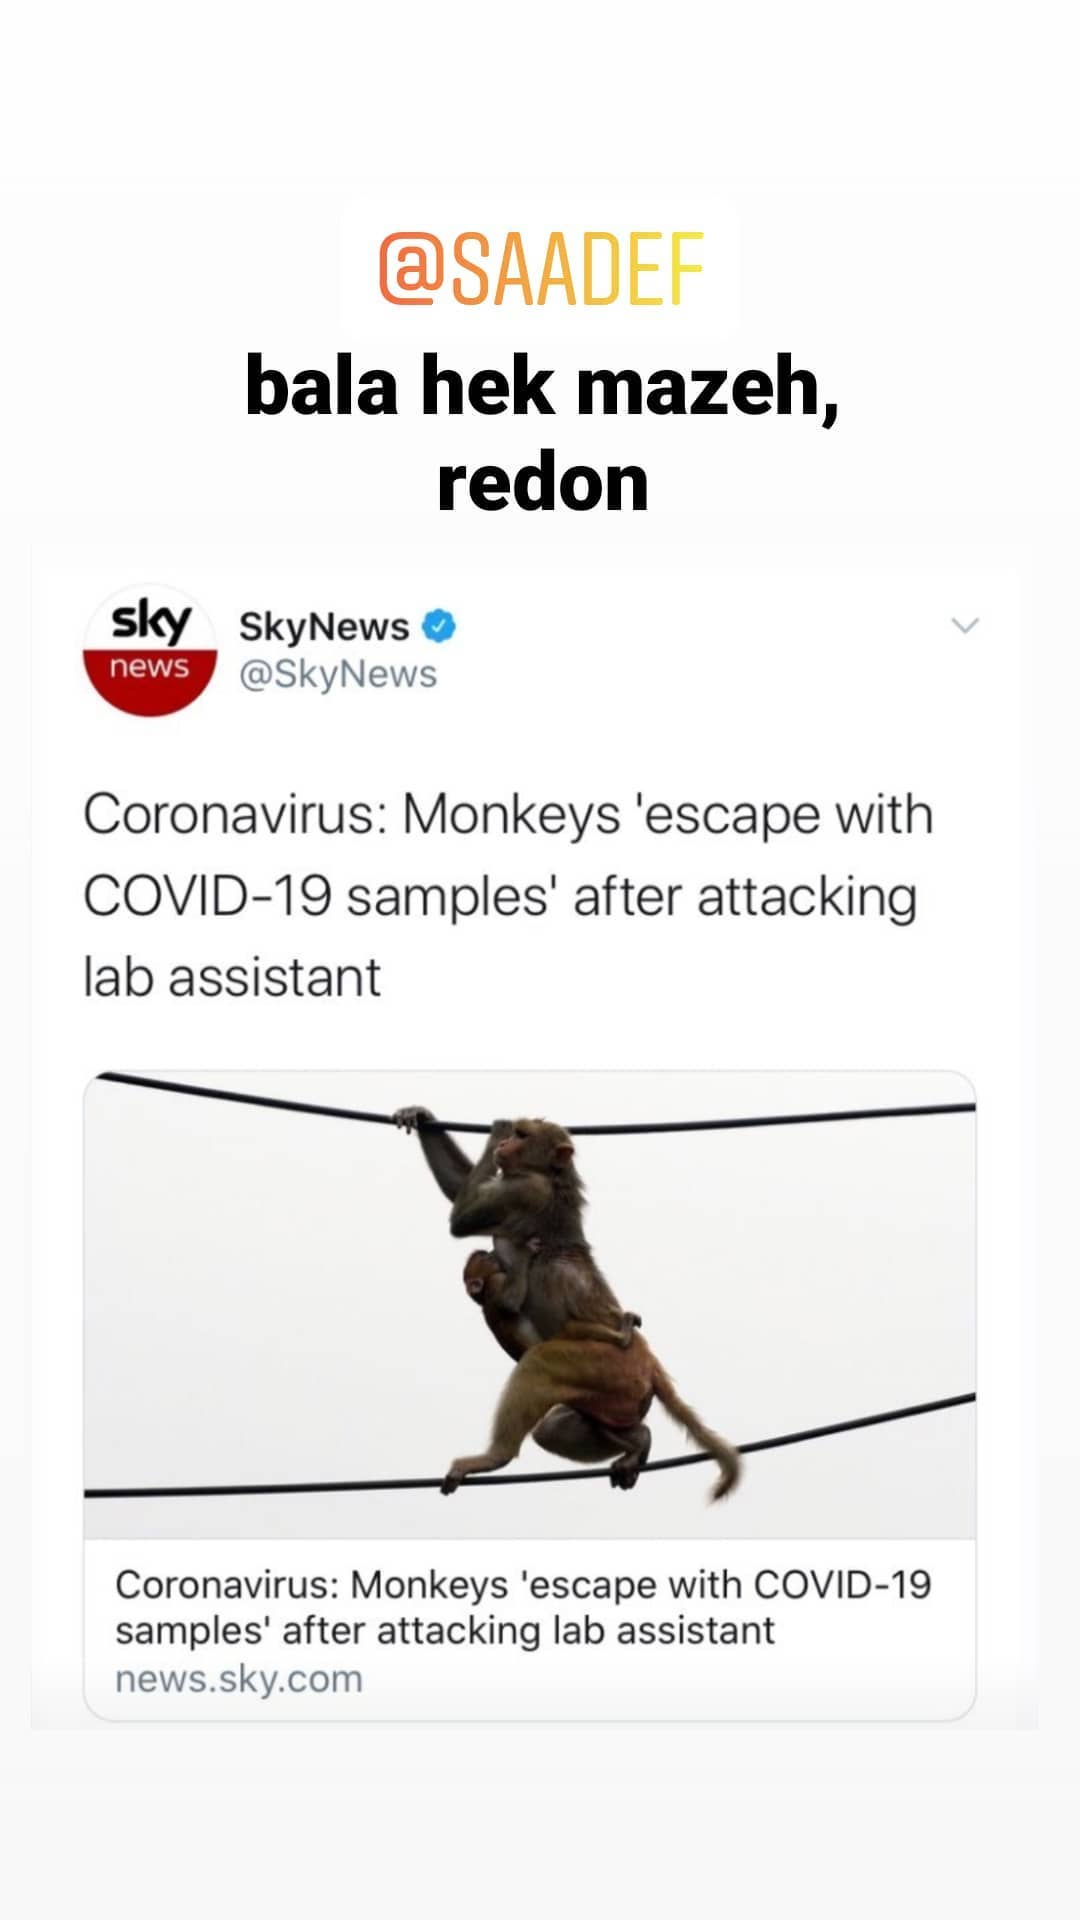 @SAADEF
bala hek mazeh,
redon
sky
news
SkyNews
@SkyNews
Coronavirus: Monkeys 'escape with
COVID-19 samples' after attacking
lab assistant
Coronavirus: Monkeys 'escape with COVID-19
samples' after attacking lab assistant
news.sky.com